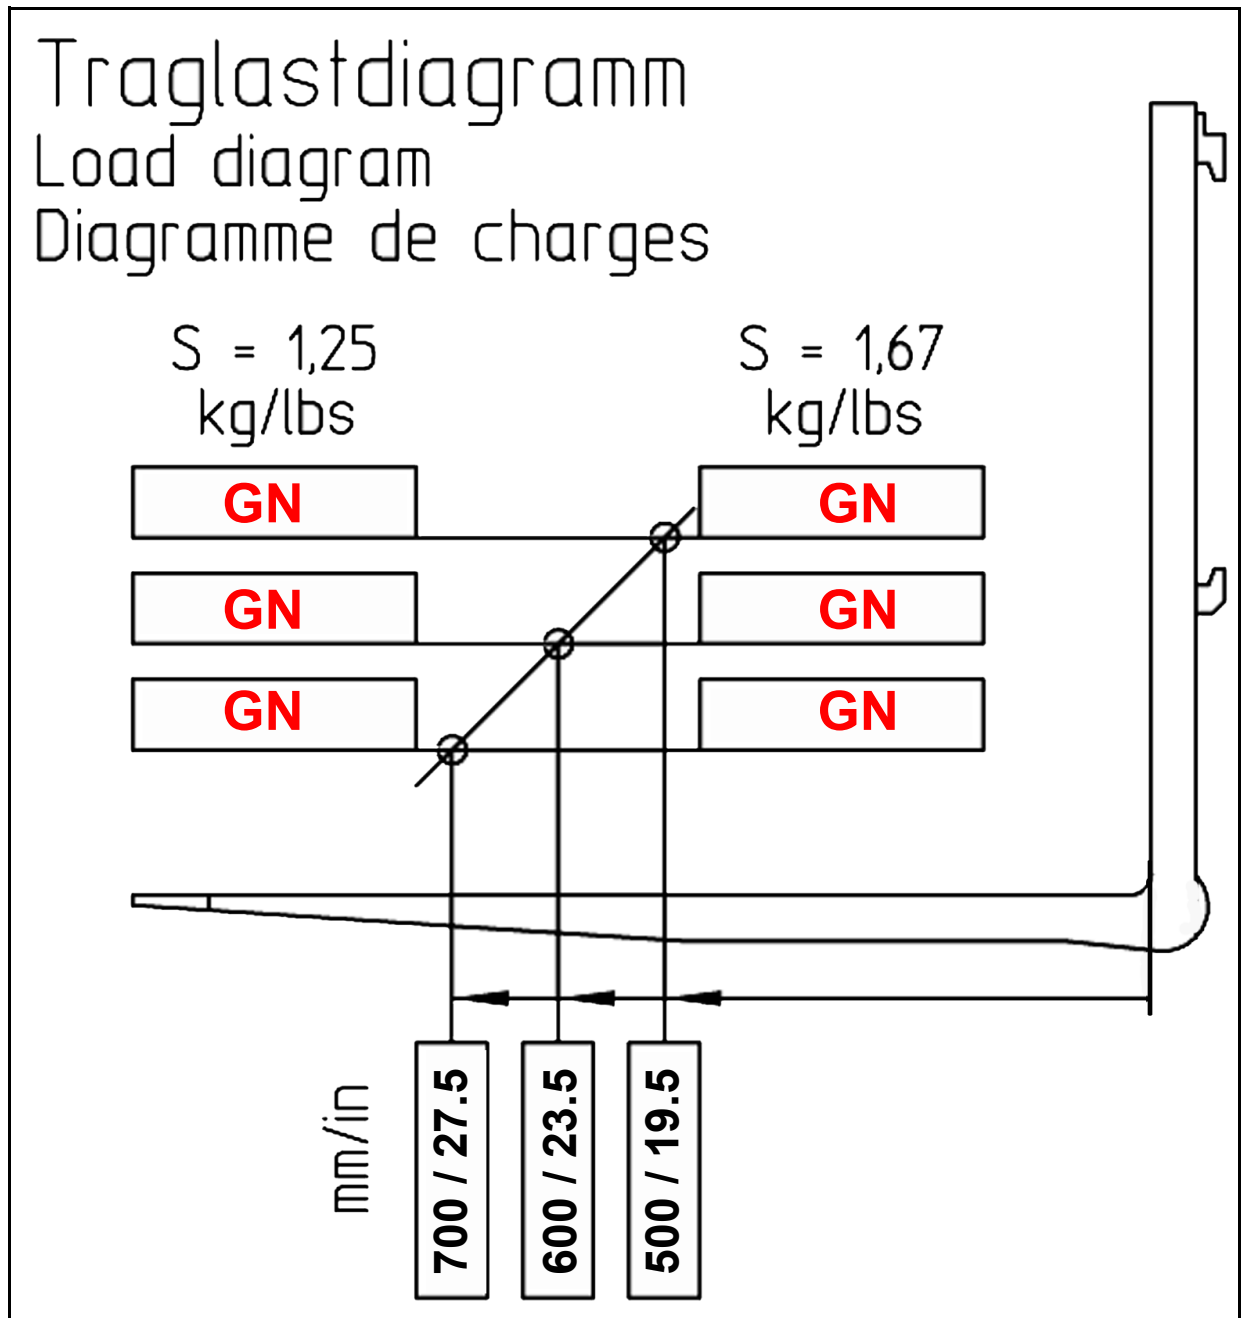 Traglastdiagramm
Load diagram
Diagramme de charges
S = 1,25
kg/lbs
S = 1,67
kg/lbs
GN
GN
GN
GN
GN
GN
mm/in
700 / 27.5
600 / 23.5
500 / 19.5